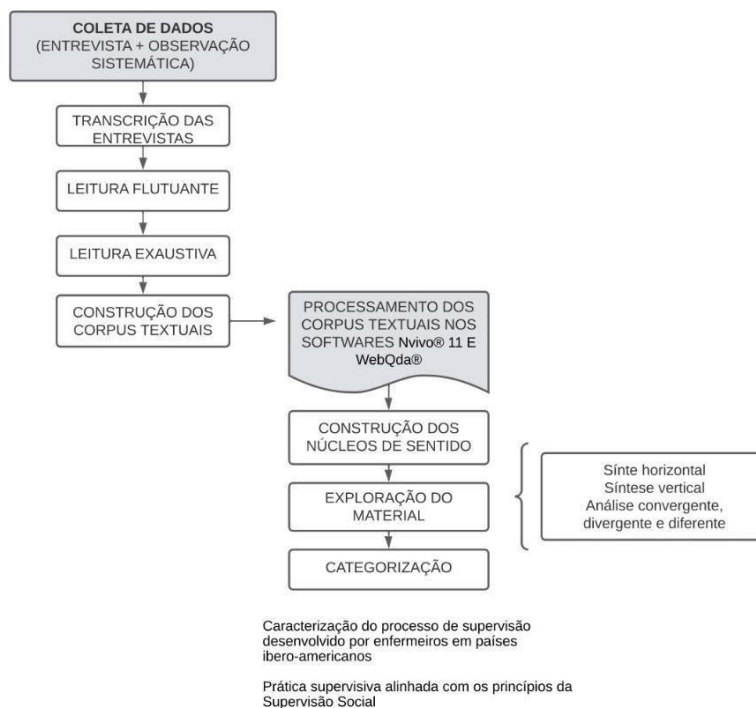 COLETA DE DADOS
(ENTREVISTA + OBSERVAÇÃO
SISTEMÁTICA)
TRANSCRIÇÃO DAS
ENTREVISTAS
LEITURA FLUTUANTE
LEITURA EXAUSTIVA
CONSTRUÇÃO DOS
CORPUS TEXTUAIS
PROCESSAMENTO DOS
CORPUS TEXTUAIS NOS
SOFTWARES Nvivo® 11 E
WebQda®
CONSTRUÇÃO DOS
NÚCLEOS DE SENTIDO
EXPLORAÇÃO DO
MATERIAL
CATEGORIZAÇÃO
Sínte horizontal
Síntese vertical
Análise convergente,
divergente e diferente
Caracterização do processo de supervisão
desenvolvido por enfermeiros em países
ibero-americanos
Prática supervisiva alinhada com os princípios da
Supervisão Social